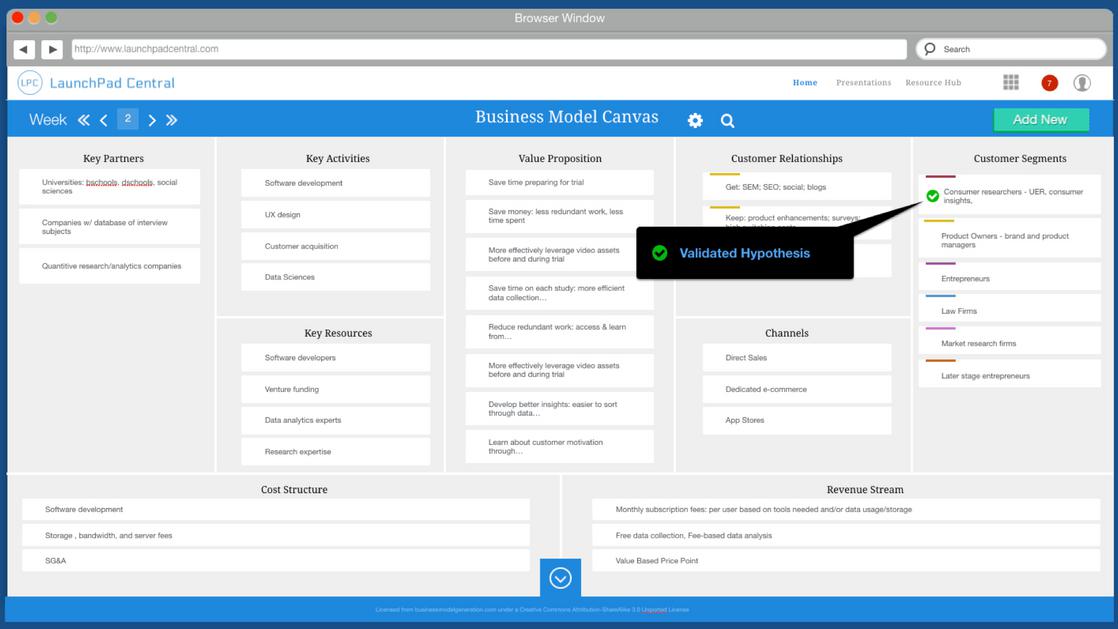 Browser Window
http://www.launchpadcentral.com
Search
LPC
LaunchPad Central
Home
Presentations
Resource Hub
7
Week
2
Business Model Canvas
Add New
Key Partners
Universities: bschools, dschools, social
sciences
Companies w/ database of interview
subjects
Quantitive research/analytics companies
Key Activities
Software development
UX design
Customer acquisition
Data Sciences
Key Resources
Software developers
Venture funding
Data analytics experts
Research expertise
Value Proposition
Save time preparing for trial
Save money: less redundant work, less
time spent
More effectively leverage video assets
before and during trial
Save time on each study: more efficient
data collection…
Reduce redundant work: access & learn
from…
More effectively leverage video assets
before and during trial
Develop better insights: easier to sort
through data…
Learn about customer motivation
through…
Customer Relationships
Get: SEM; SEO; social; blogs
Keep: product enhancements; surveys;
Validated Hypothesis
Channels
Direct Sales
Dedicated e-commerce
App Stores
Customer Segments
Consumer researchers - UER, consumer
insights,
Product Owners - brand and product
managers
Entrepreneurs
Law Firms
Market research firms
Later stage entrepreneurs
Cost Structure
Software development
Storage , bandwidth, and server fees
SG&A
Revenue Stream
Monthly subscription fees: per user based on tools needed and/or data usage/storage
Free data collection, Fee-based data analysis
Value Based Price Point
Licensed from businessmodelgeneration.com under a Creative Commons Attribution-ShareAlike 3.0 Unported License